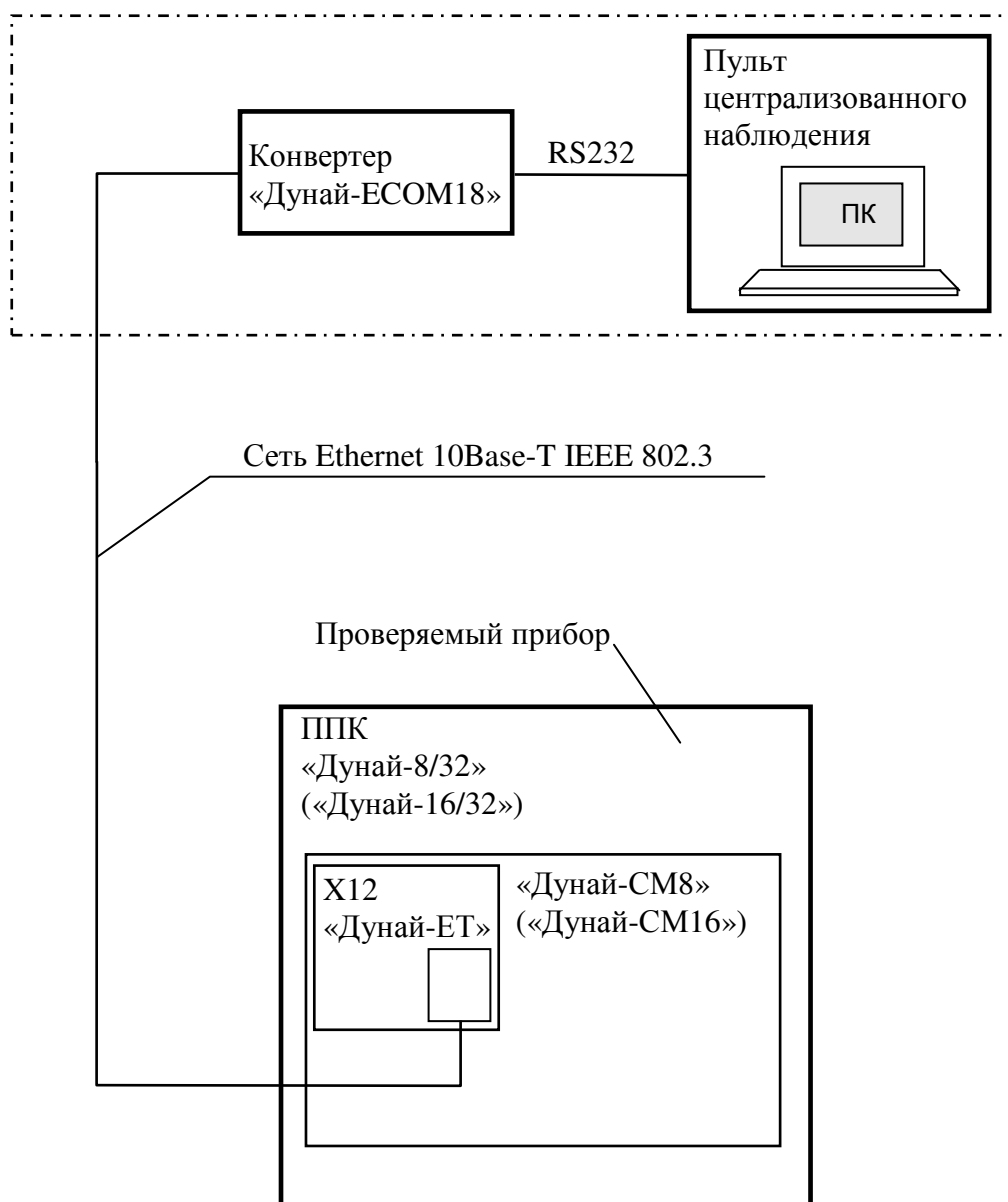 Пульт
централизованного
наблюдения
ПК
Конвертер
«Дунай-ECOM18»
RS232
Сеть Ethernet 10Base-T IEEE 802.3
Проверяемый прибор
ППК
«Дунай-8/32»
(«Дунай-16/32»)
X12
«Дунай-ЕТ»
«Дунай-СМ8»
(«Дунай-СМ16»)